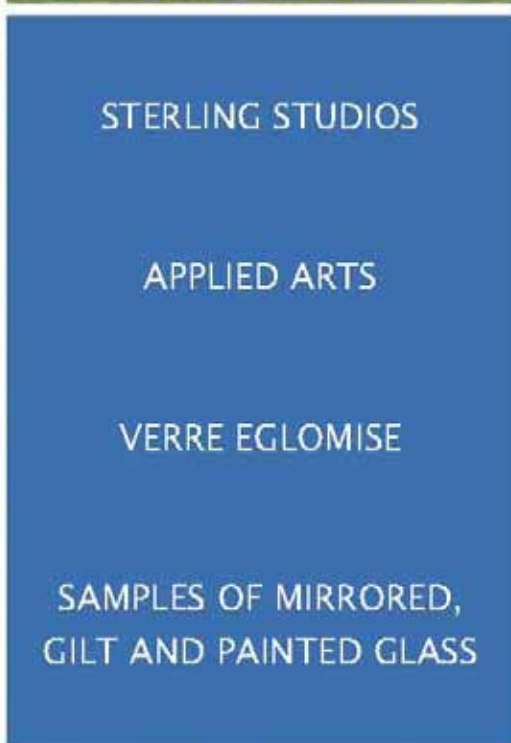 STERLING STUDIOS
APPLIED ARTS
VERRE EGLOMISE
SAMPLES OF MIRRORED,
GILT AND PAINTED GLASS